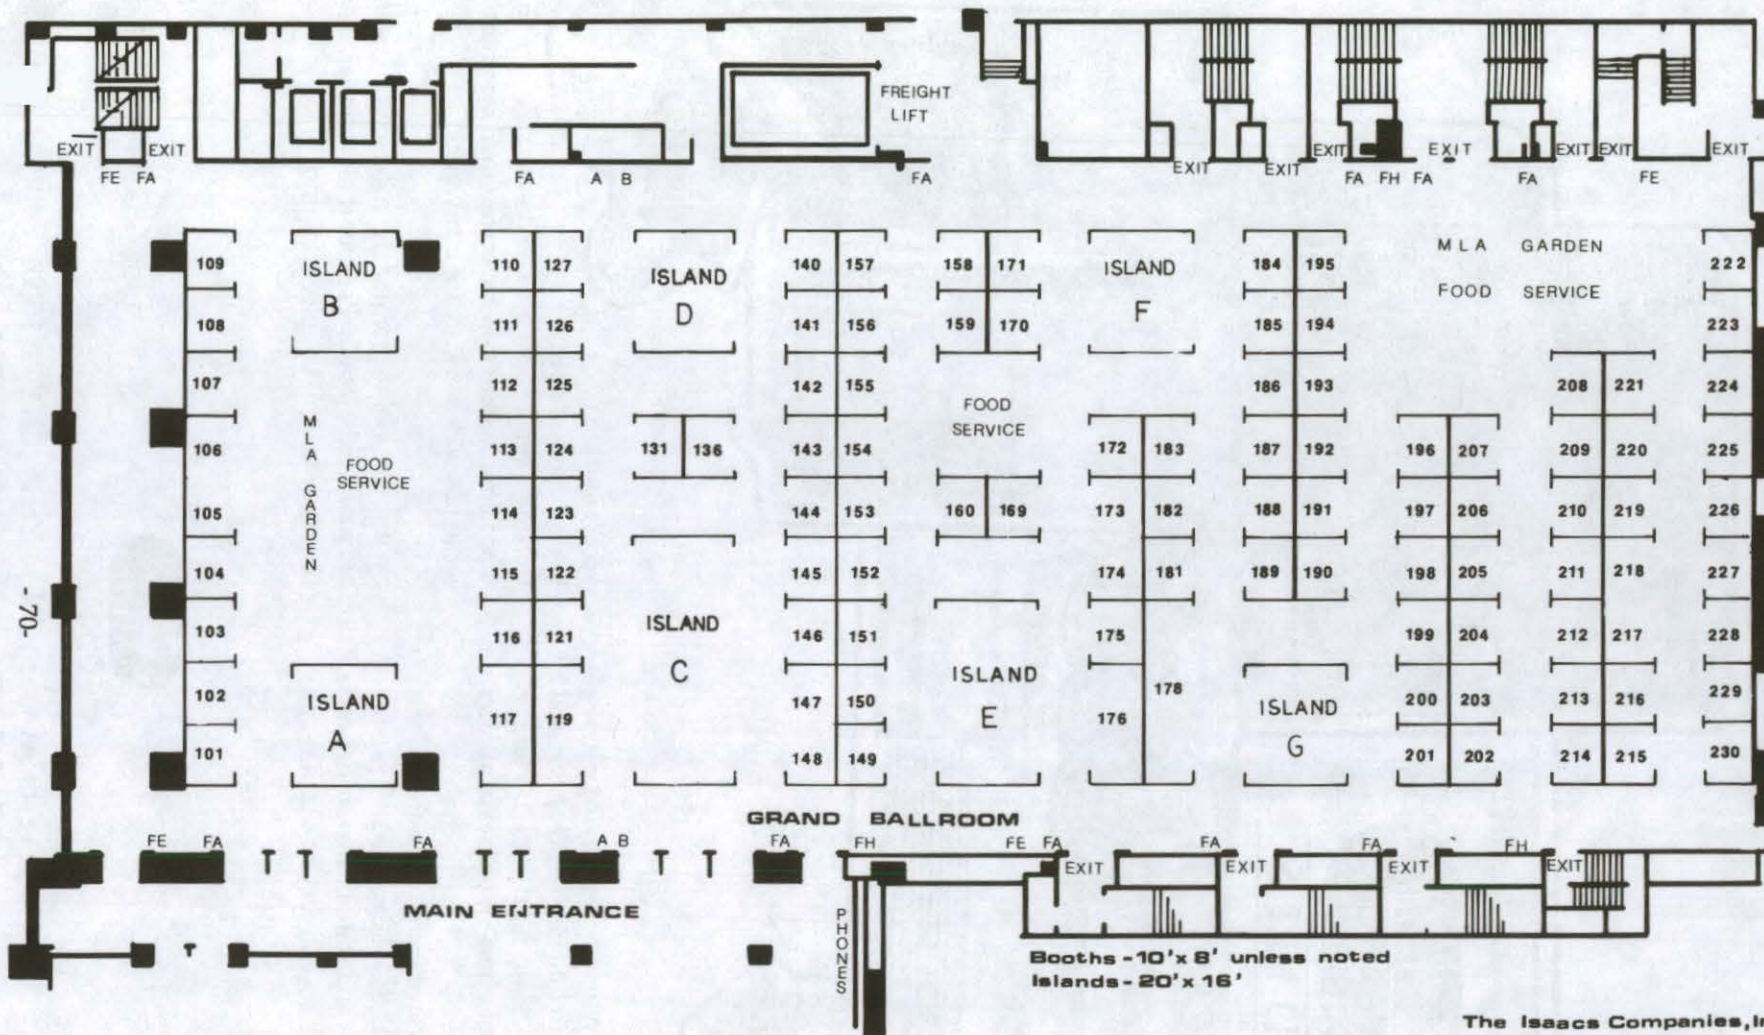 FREIGHT
LIFT
EXIT EXIT
EXIT EXIT EXIT EXIT EXIT EXIT EXIT
FE FA FA A B FA FA FH FA FA FE
109 ISLAND 110 127 ISLAND 140 157 158 171 ISLAND 184 195 MLA GARDEN 222
B D F
108 111 126 141 156 159 170 185 194 FOOD SERVICE 223
107 112 125 142 155 FOOD 186 193 208 221 224
SERVICE
106 MLA GARDEN FOOD 113 124 131 136 143 154 172 183 187 192 196 207 209 220 225
SERVICE
105 114 123 144 153 160 169 173 182 188 191 197 206 210 219 226
104 115 122 145 152 174 181 189 190 198 205 211 218 227
103 116 121 ISLAND 146 151 175 199 204 212 217 228
C
102 ISLAND 117 119 147 150 ISLAND 176 178 ISLAND 200 203 213 216 229
A E G
101 148 149 201 202 214 215 230
-70-
GRAND BALLROOM
FE FA FA A B FA FH FE FA FA FA FH
EXIT EXIT EXIT EXIT
MAIN ENTRANCE
PHONES
Booths - 10'x 8' unless noted
Islands - 20'x 16'
The Isaacs Companies, In